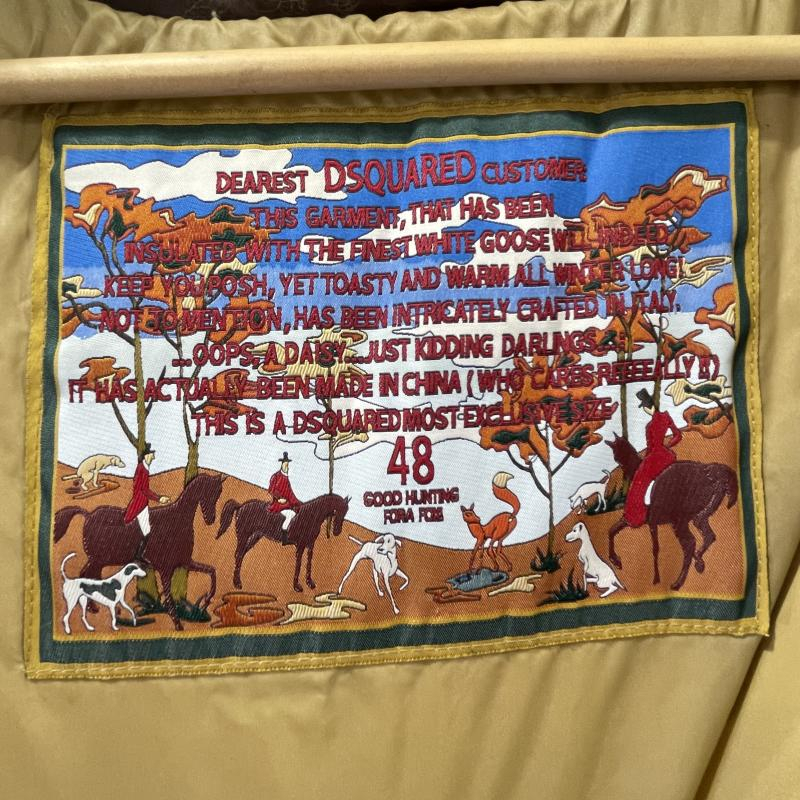 DEAREST DSQUARED CUSTOMER:
THIS GARMENT, THAT HAS BEEN
INSULATED WITH THE FINEST WHITE GOOSE WILL INDEED
KEEP YOU POSH, YET TOASTY AND WARM ALL WINTER LONG!
NOT TO MENTION, HAS BEEN INTRICATELY CRAFTED IN ITALY.
...OOPS, A DAISY...JUST KIDDING DARLINGS...
IT HAS ACTUALLY BEEN MADE IN CHINA (WHO CARES REEEEALLY !!)
THIS IS A DSQUARED MOST EXCLUSIVE SIZE:
48
GOOD HUNTING
FOR A FOX!